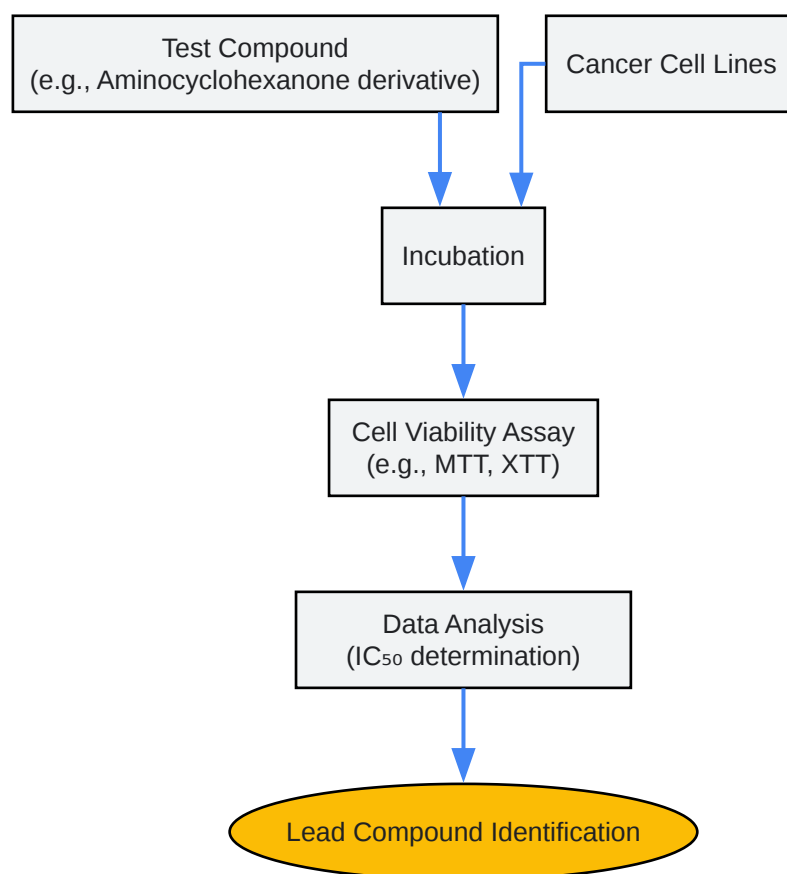 Test Compound
(e.g., Aminocyclohexanone derivative)
Cancer Cell Lines
Incubation
Cell Viability Assay
(e.g., MTT, XTT)
Data Analysis
(IC₅₀ determination)
Lead Compound Identification